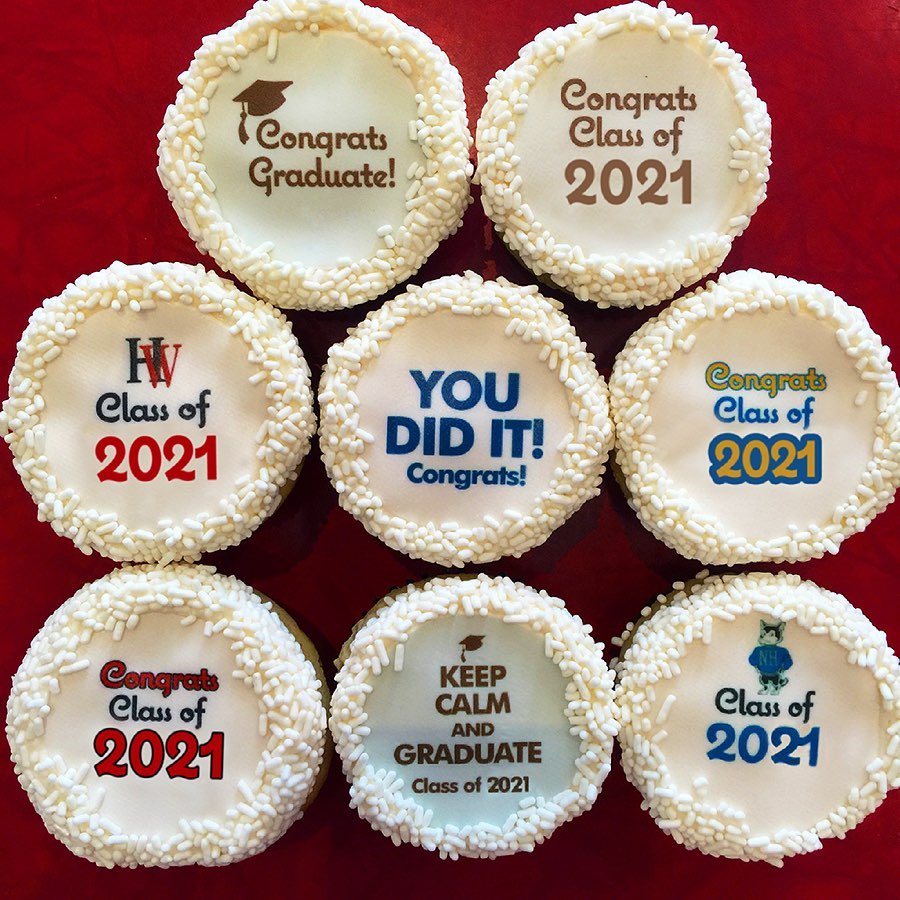 Congrats
Graduate!
Congrats
Class of
2021
HW
Class of
2021
YOU
DID IT!
Congrats!
Congrats
Class of
2021
Congrats
Class of
2021
KEEP
CALM
AND
GRADUATE
Class of 2021
NH
Class of
2021